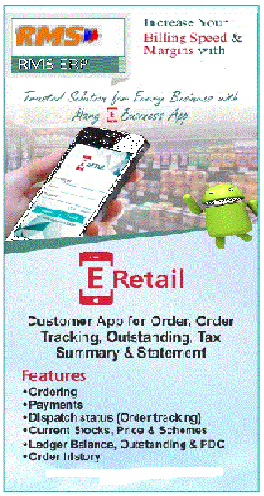 RMS
RMS ERP
Increase Your
Billing Speed &
Margins with
Trusted Solution for Every Business with
E Business App
E Retail
Customer App for Order, Order
Tracking, Outstanding, Tax
Summary & Statement
Features
•Ordering
•Payments
•Dispatch status (Order tracking)
•Current Stocks, Price & Schemes
•Ledger Balance, Outstanding & PDC
•Order history